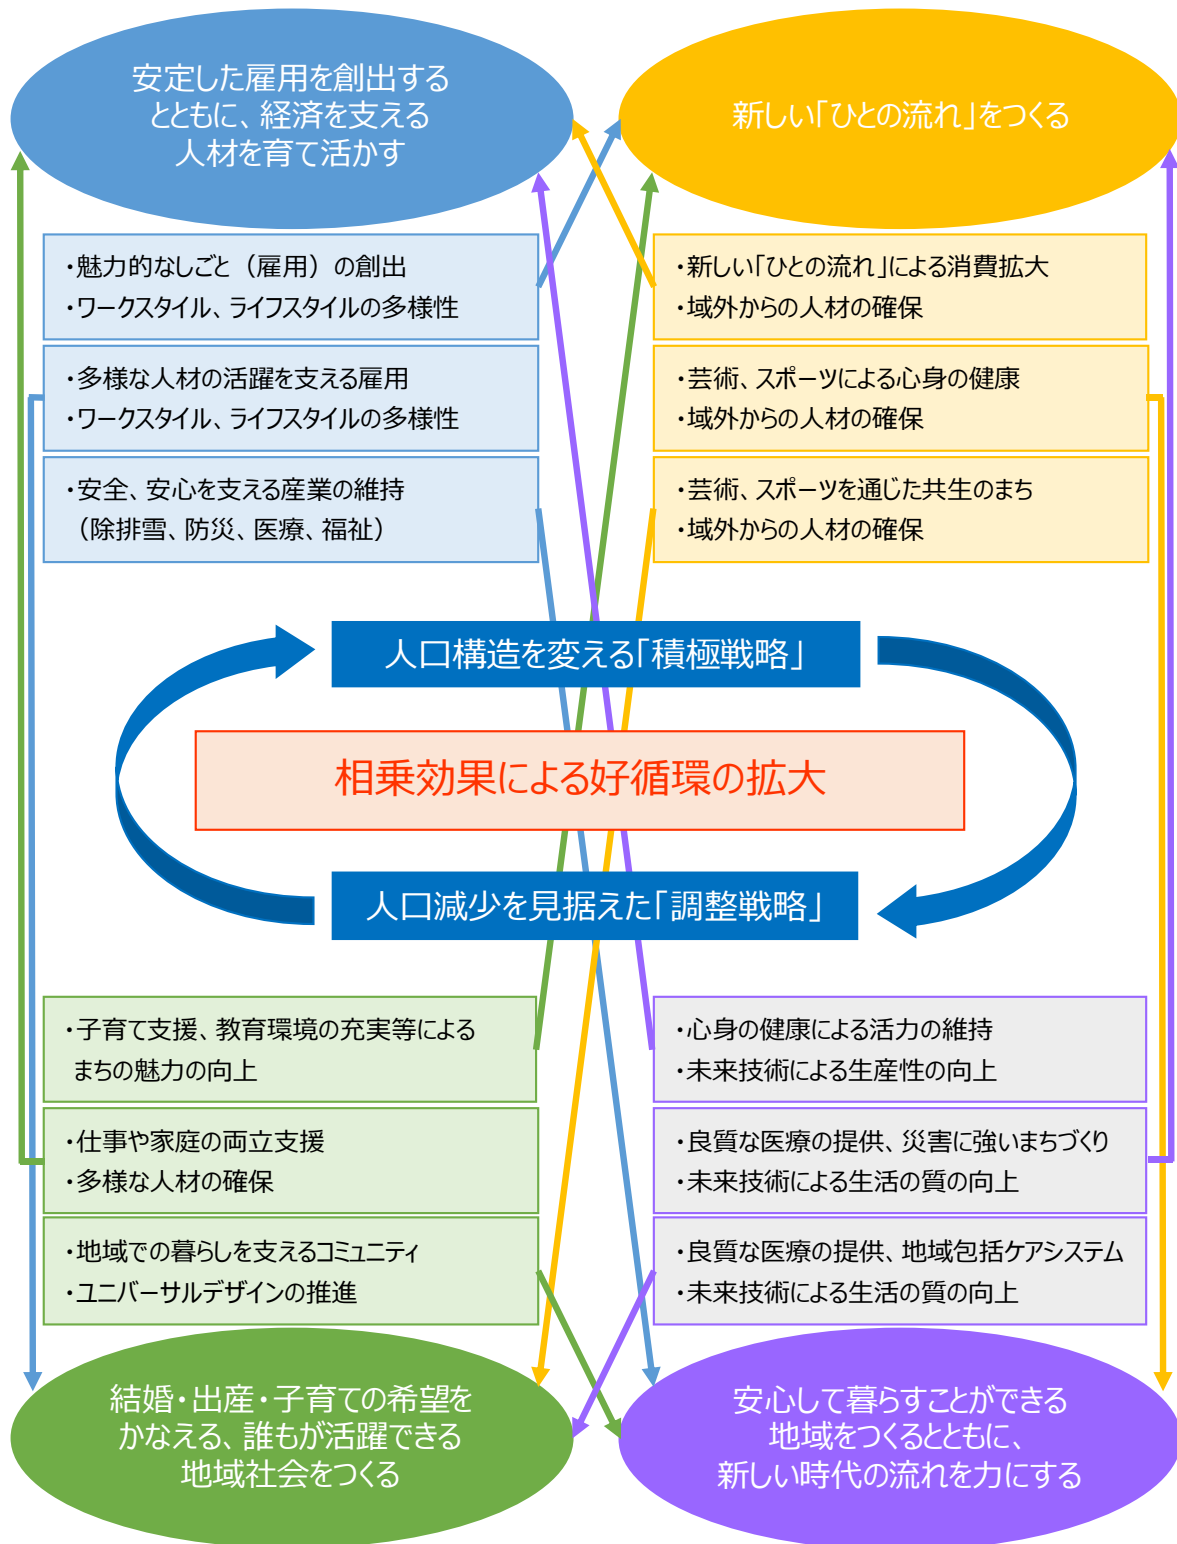 安定した雇用を創出する
とともに、経済を支える
人材を育て活かす
新しい「ひとの流れ」をつくる
・魅力的なしごと（雇用）の創出
・ワークスタイル、ライフスタイルの多様性
・多様な人材の活躍を支える雇用
・ワークスタイル、ライフスタイルの多様性
・安全、安心を支える産業の維持
（除排雪、防災、医療、福祉）
・新しい「ひとの流れ」による消費拡大
・域外からの人材の確保
・芸術、スポーツによる心身の健康
・域外からの人材の確保
・芸術、スポーツを通じた共生のまち
・域外からの人材の確保
人口構造を変える「積極戦略」
相乗効果による好循環の拡大
人口減少を見据えた「調整戦略」
・子育て支援、教育環境の充実等による
まちの魅力の向上
・仕事や家庭の両立支援
・多様な人材の確保
・地域での暮らしを支えるコミュニティ
・ユニバーサルデザインの推進
・心身の健康による活力の維持
・未来技術による生産性の向上
・良質な医療の提供、災害に強いまちづくり
・未来技術による生活の質の向上
・良質な医療の提供、地域包括ケアシステム
・未来技術による生活の質の向上
結婚・出産・子育ての希望を
かなえる、誰もが活躍できる
地域社会をつくる
安心して暮らすことができる
地域をつくるとともに、
新しい時代の流れを力にする